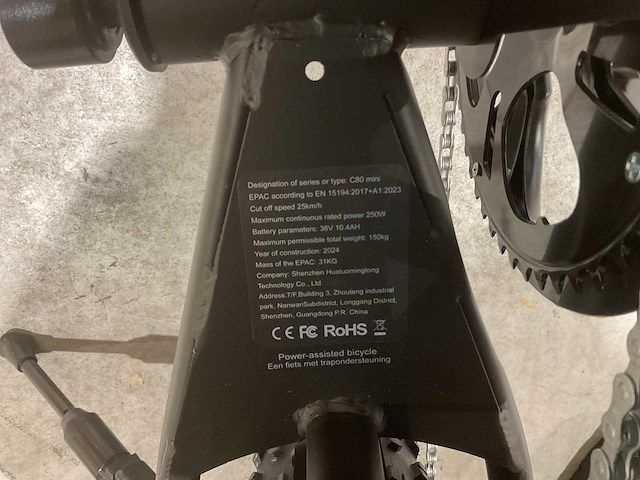 Designation of series or type: C80 mini
EPAC according to EN 15194:2017+A1:2023
Cut off speed 25km/h
Maximum continuous rated power 250W
Battery parameters: 36V 10.4AH
Maximum permissible total weight: 150kg
Year of construction: 2024
Mass of the EPAC: 31KG
Company: Shenzhen Huatuomingtong
Technology Co., Ltd.
Address:7/F,Building 3, Zhoudeng industrial
park, NanwanSubdistrict, Longgang District,
Shenzhen, Guangdong P.R. China
CE FC RoHS
Power-assisted bicycle
Een fiets met trapondersteuning